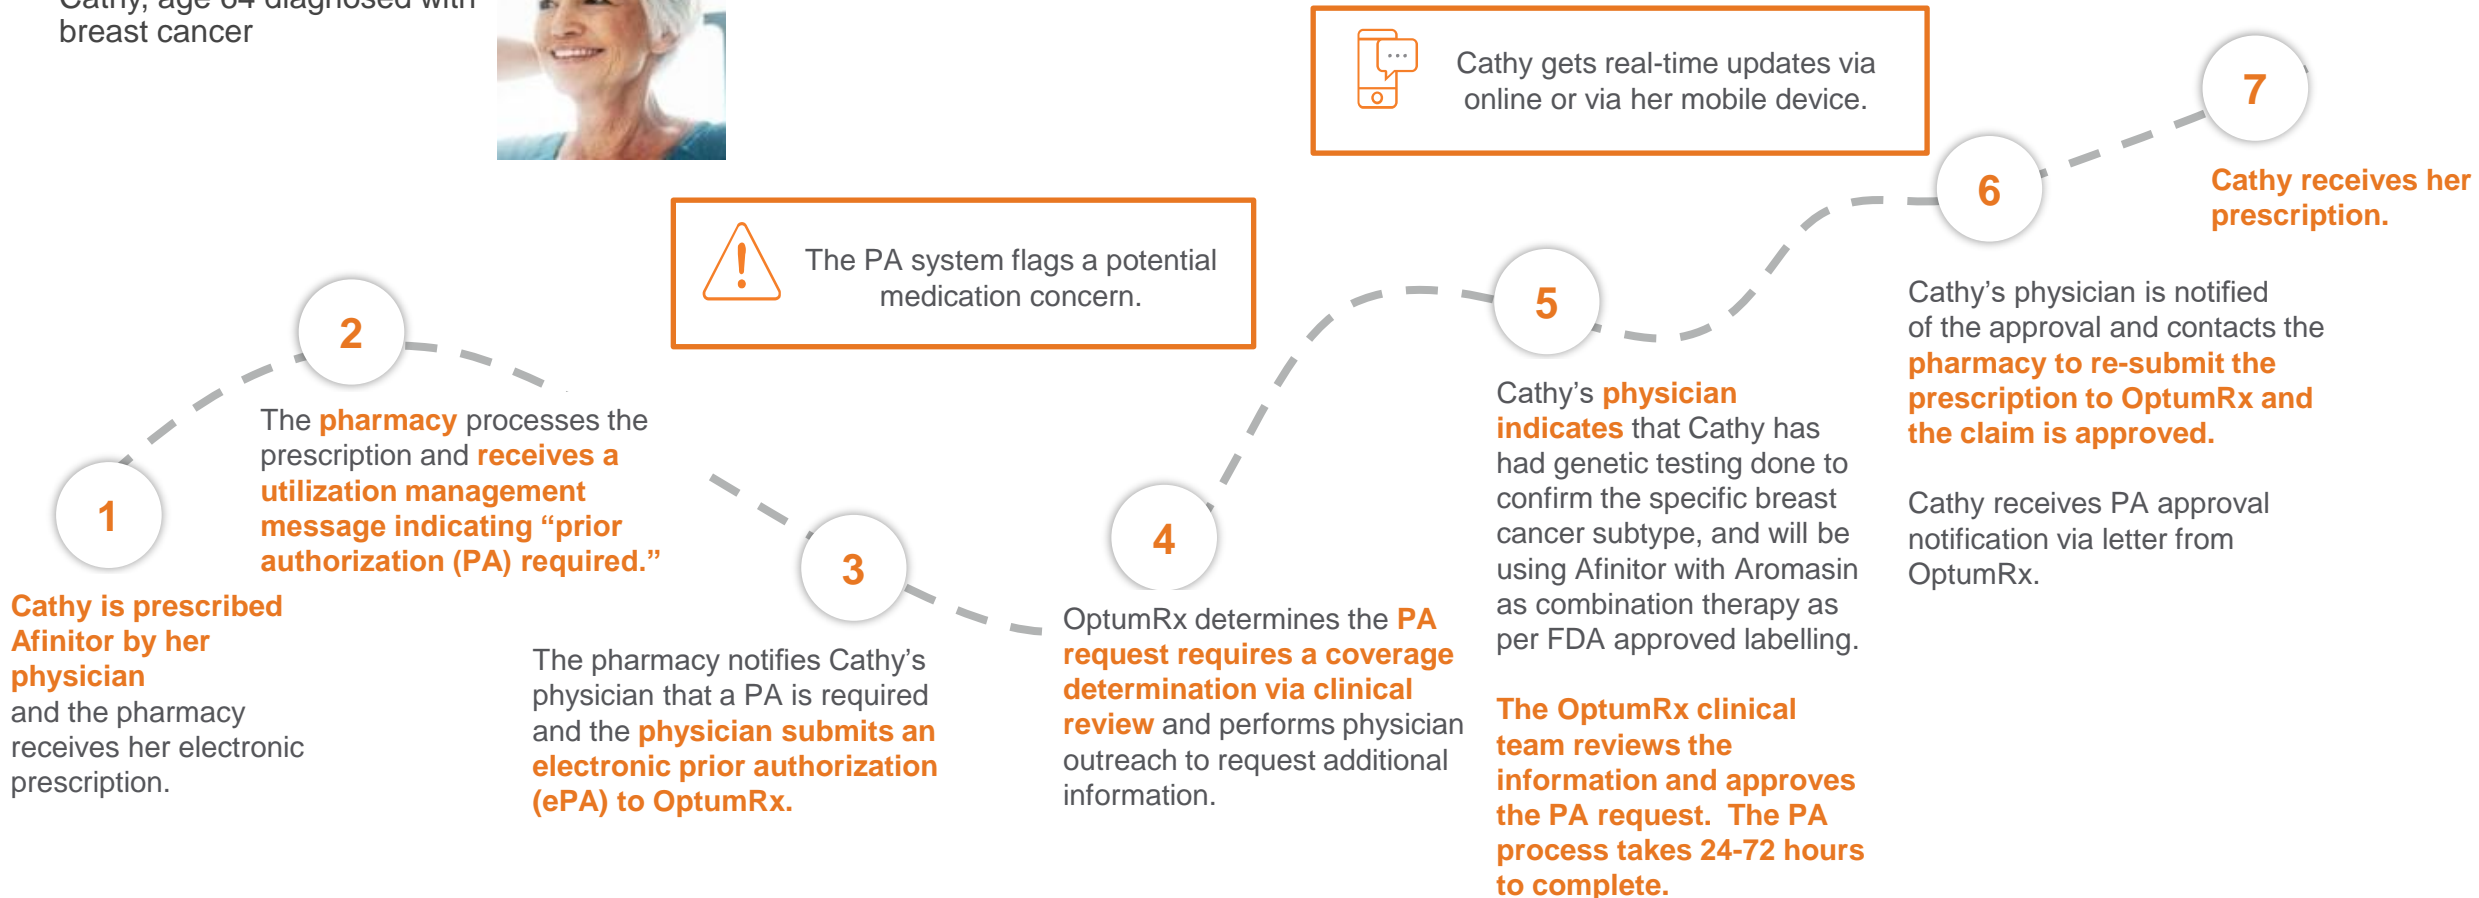 Cathy, age 64 diagnosed with
breast cancer
Cathy gets real-time updates via
online or via her mobile device.
The PA system flags a potential
medication concern.
1
Cathy is prescribed
Afinitor by her
physician
and the pharmacy
receives her electronic
prescription.
2
The pharmacy processes the
prescription and receives a
utilization management
message indicating “prior
authorization (PA) required.”
3
The pharmacy notifies Cathy’s
physician that a PA is required
and the physician submits an
electronic prior authorization
(ePA) to OptumRx.
4
OptumRx determines the PA
request requires a coverage
determination via clinical
review and performs physician
outreach to request additional
information.
5
Cathy’s physician
indicates that Cathy has
had genetic testing done to
confirm the specific breast
cancer subtype, and will be
using Afinitor with Aromasin
as combination therapy as
per FDA approved labelling.
The OptumRx clinical
team reviews the
information and approves
the PA request.  The PA
process takes 24-72 hours
to complete.
6
Cathy’s physician is notified
of the approval and contacts the
pharmacy to re-submit the
prescription to OptumRx and
the claim is approved.
Cathy receives PA approval
notification via letter from
OptumRx.
7
Cathy receives her
prescription.